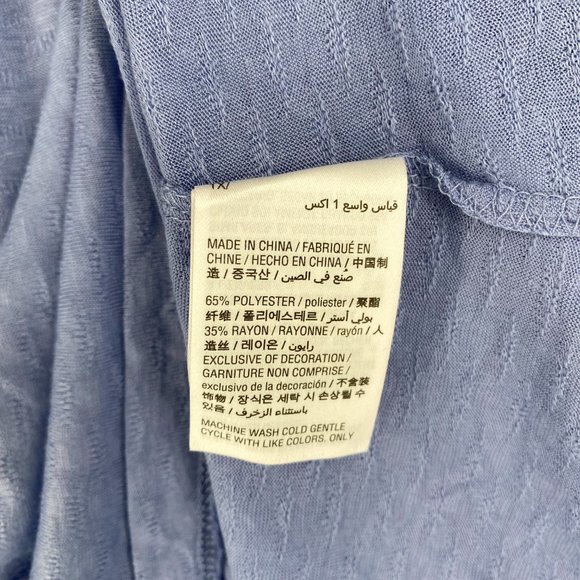 قياس واسع 1 اكس
MADE IN CHINA / FABRIQUÉ EN
CHINE / HECHO EN CHINA / 中国制
造 / 중국산 / صُنع في الصين /
65% POLYESTER / poliester / 聚酯
纤维 / 폴리에스테르 / بولي أستر /
35% RAYON / RAYONNE / rayón / 人
造丝 / 레이온 / رايون
EXCLUSIVE OF DECORATION /
GARNITURE NON COMPRISE /
exclusivo de la decoración / 不含装
饰物 / 장식은 세탁 시 손상될 수
있음 / باستثناء الزخرف /
MACHINE WASH COLD GENTLE
CYCLE WITH LIKE COLORS. ONLY